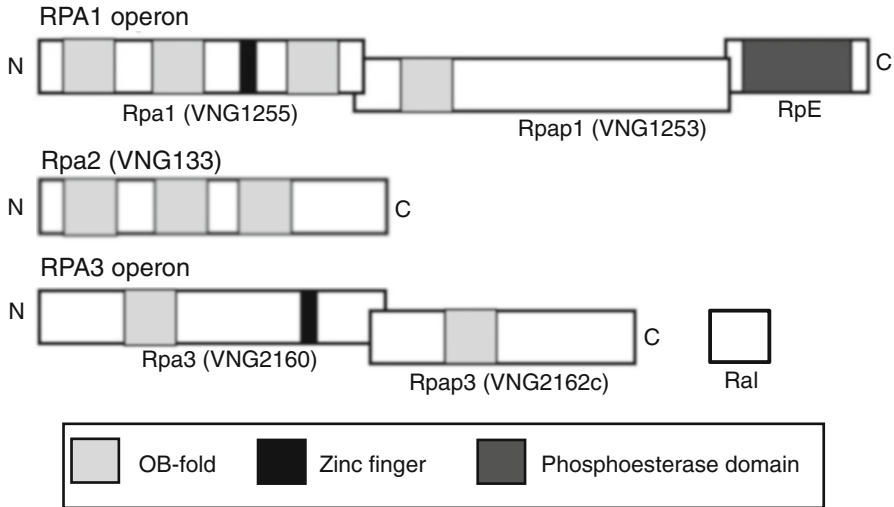 RPA1 operon
N
C
Rpa1 (VNG1255)
Rpap1 (VNG1253)
RpE
Rpa2 (VNG133)
N
C
RPA3 operon
N
C
Rpa3 (VNG2160)
Rpap3 (VNG2162c)
Ral
OB-fold
Zinc finger
Phosphoesterase domain